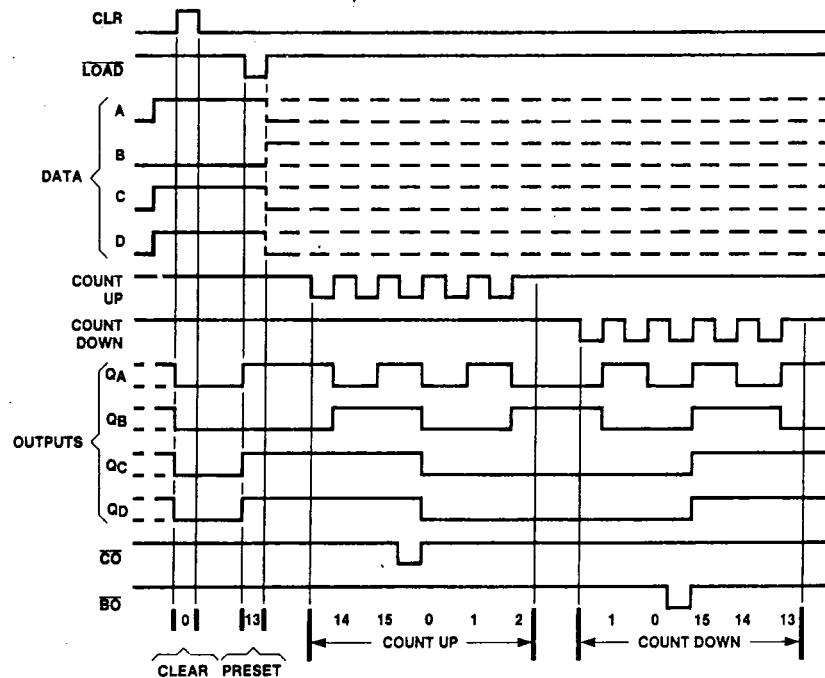 CLR
LOAD
A
B
DATA
C
D
COUNT
UP
COUNT
DOWN
QA
QB
OUTPUTS
QC
QD
CO
BO
0 13 14 15 0 1 2 1 0 15 14 13
COUNT UP COUNT DOWN
CLEAR PRESET